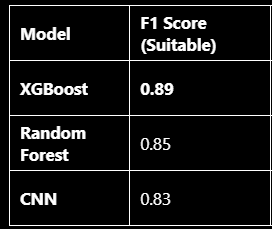 Model
F1 Score
(Suitable)
XGBoost
0.89
Random
Forest
0.85
CNN
0.83